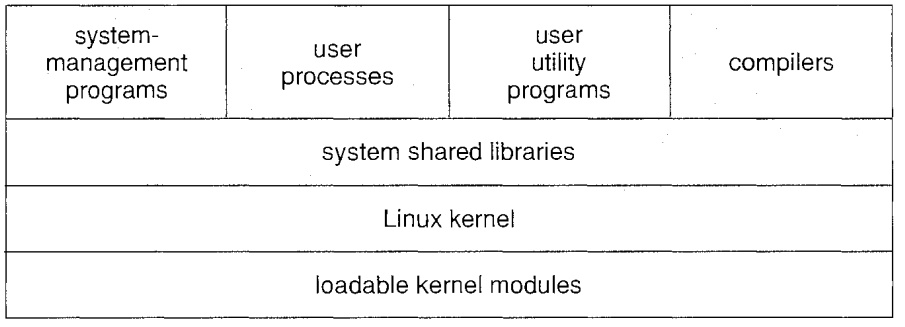 system-
management
programs
user
processes
user
utility
programs
compilers
system shared libraries
Linux kernel
loadable kernel modules